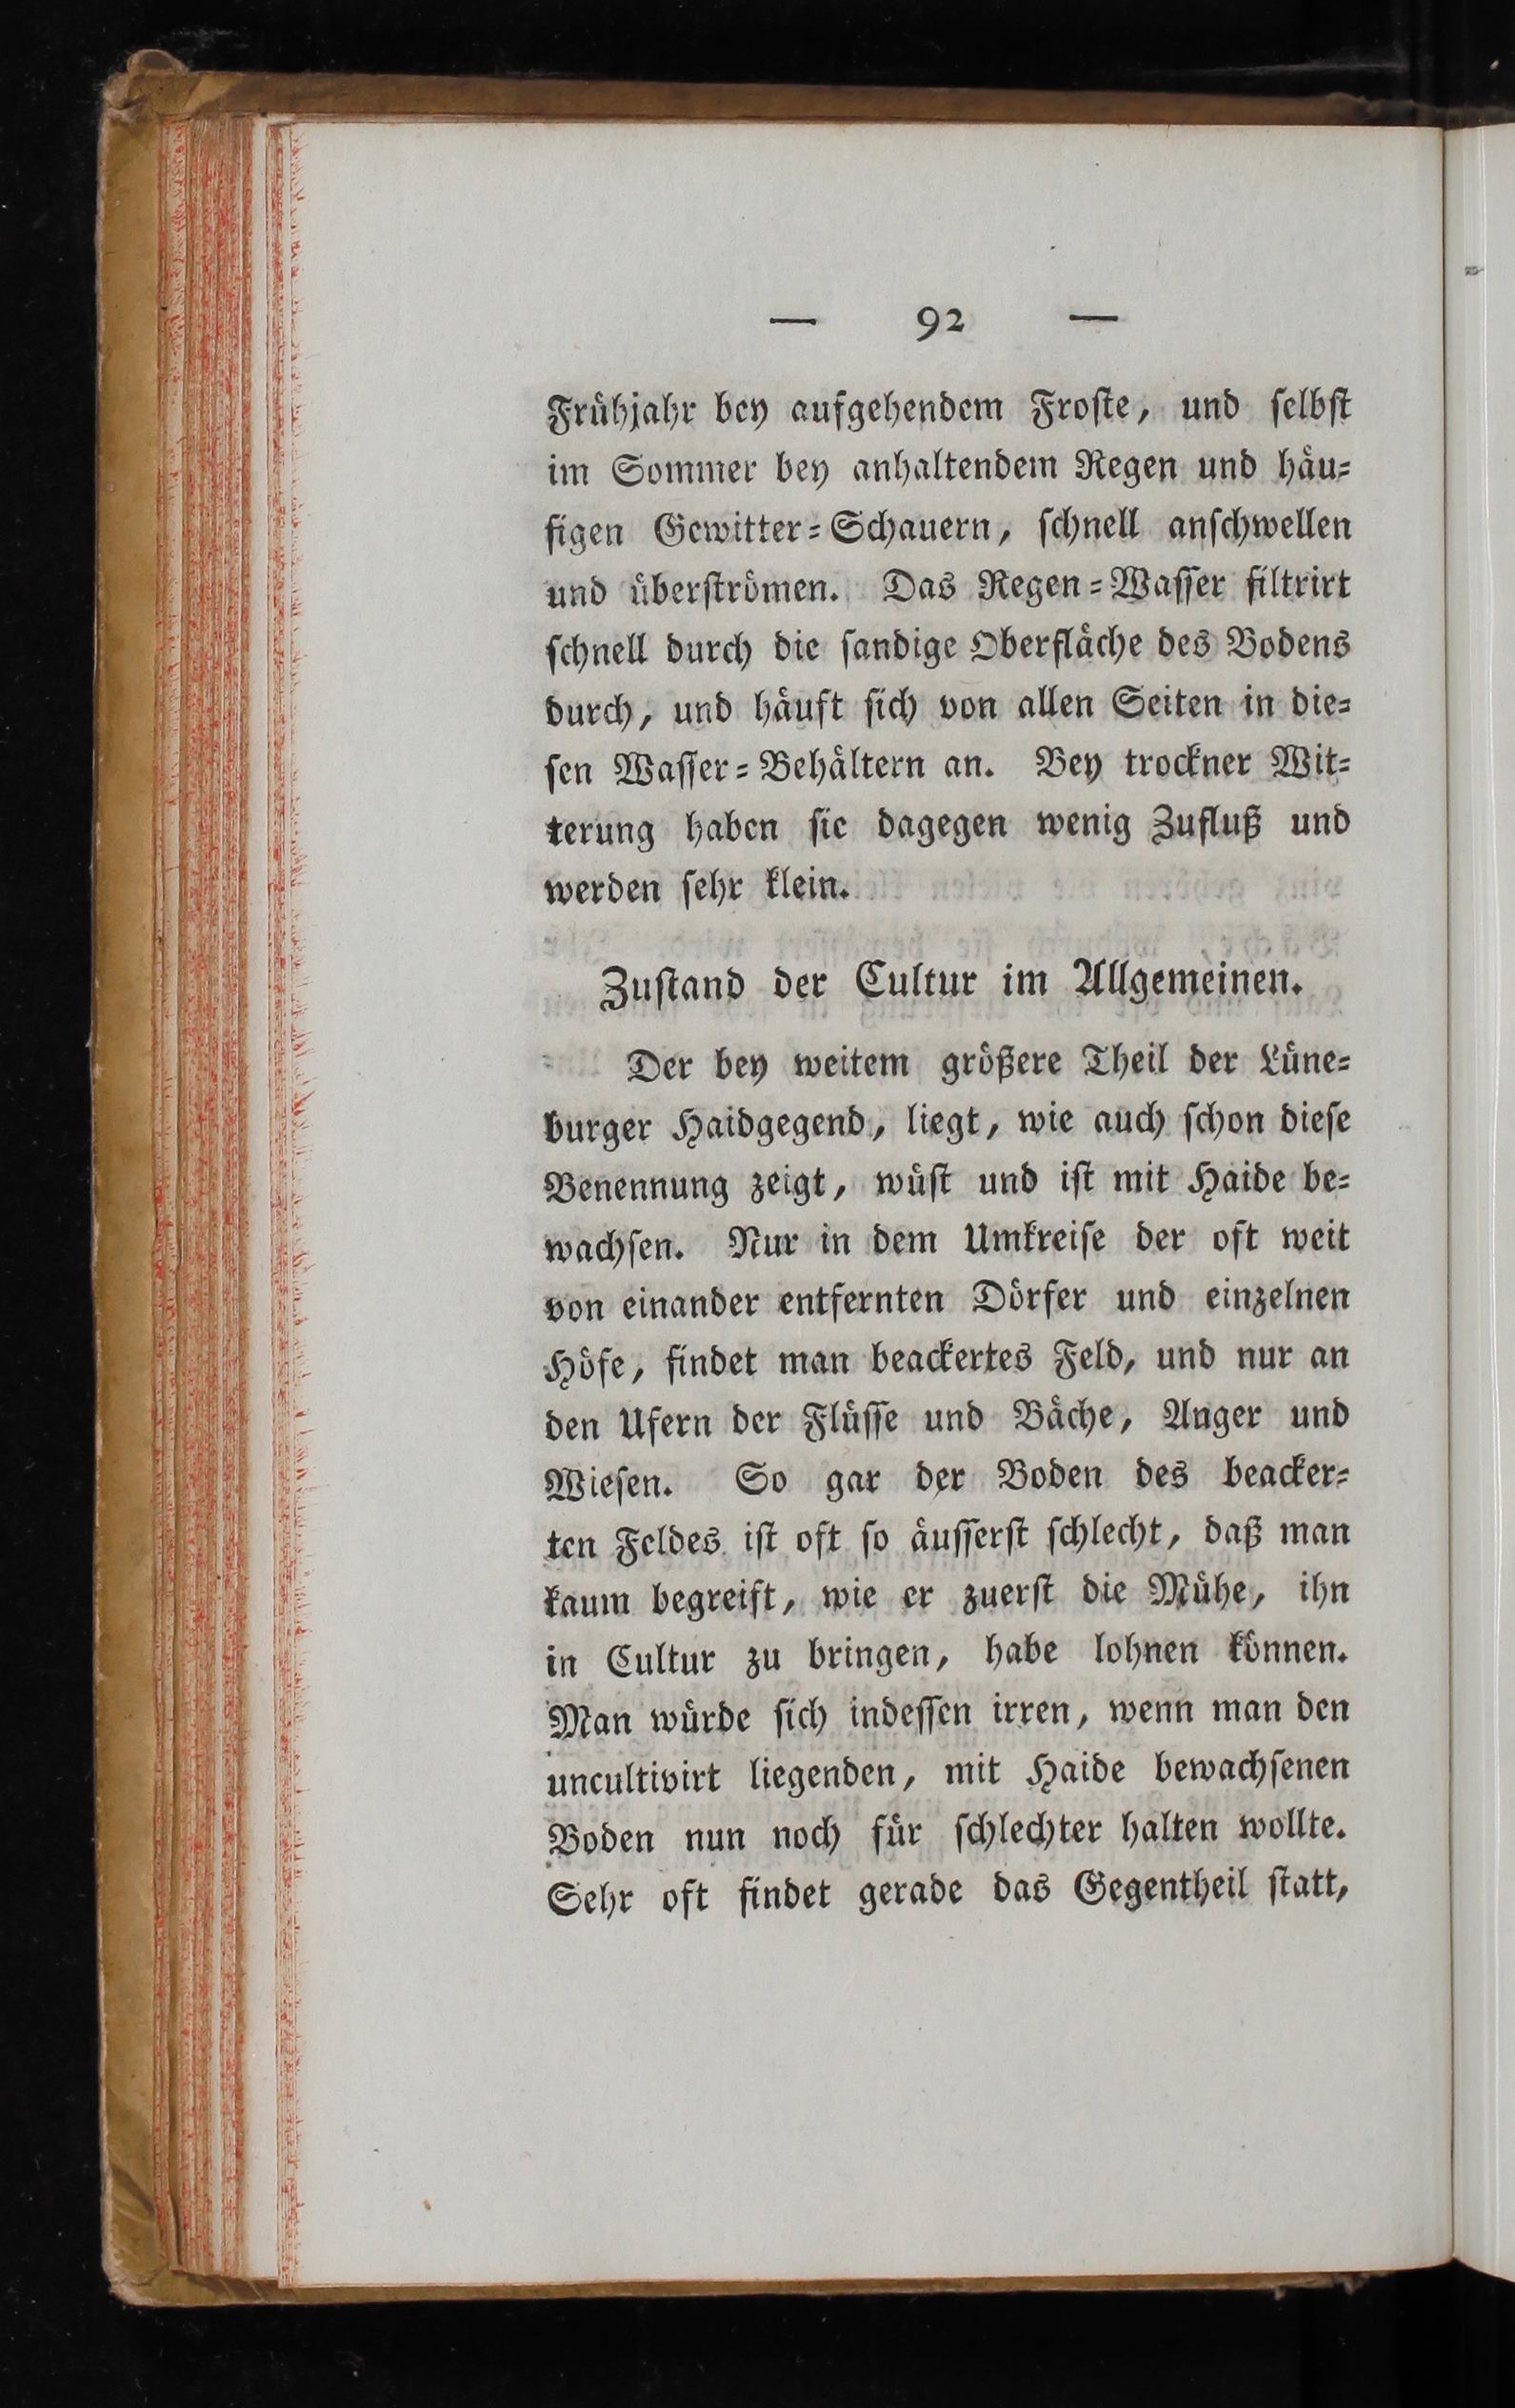 — 92 —
Frühjahr bey aufgehendem Froſte, und ſelbſt
im Sommer bey anhaltendem Regen und häu⸗
figen Gewitter⸗Schauern, ſchnell anſchwellen
und überſtrömen. Das Regen⸗Waſſer filtrirt
ſchnell durch die ſandige Oberfläche des Bodens
durch, und häuft ſich von allen Seiten in die⸗
ſen Waſſer⸗Behältern an. Bey trockner Wit⸗
terung haben ſie dagegen wenig Zufluß und
werden ſehr klein.
Zuſtand der Cultur im Allgemeinen.
Der bey weitem größere Theil der Lüne⸗
burger Haidgegend, liegt, wie auch ſchon dieſe
Benennung zeigt, wüſt und iſt mit Haide be⸗
wachſen. Nur in dem Umkreiſe der oft weit
von einander entfernten Dörfer und einzelnen
Höfe, findet man beackertes Feld, und nur an
den Ufern der Flüſſe und Bäche, Anger und
Wieſen. So gar der Boden des beacker⸗
ten Feldes iſt oft ſo äuſſerſt ſchlecht, daß man
kaum begreift, wie er zuerſt die Mühe, ihn
in Cultur zu bringen, habe lohnen können.
Man würde ſich indeſſen irren, wenn man den
uncultivirt liegenden, mit Haide bewachſenen
Boden nun noch für ſchlechter halten wollte.
Sehr oft findet gerade das Gegentheil ſtatt,